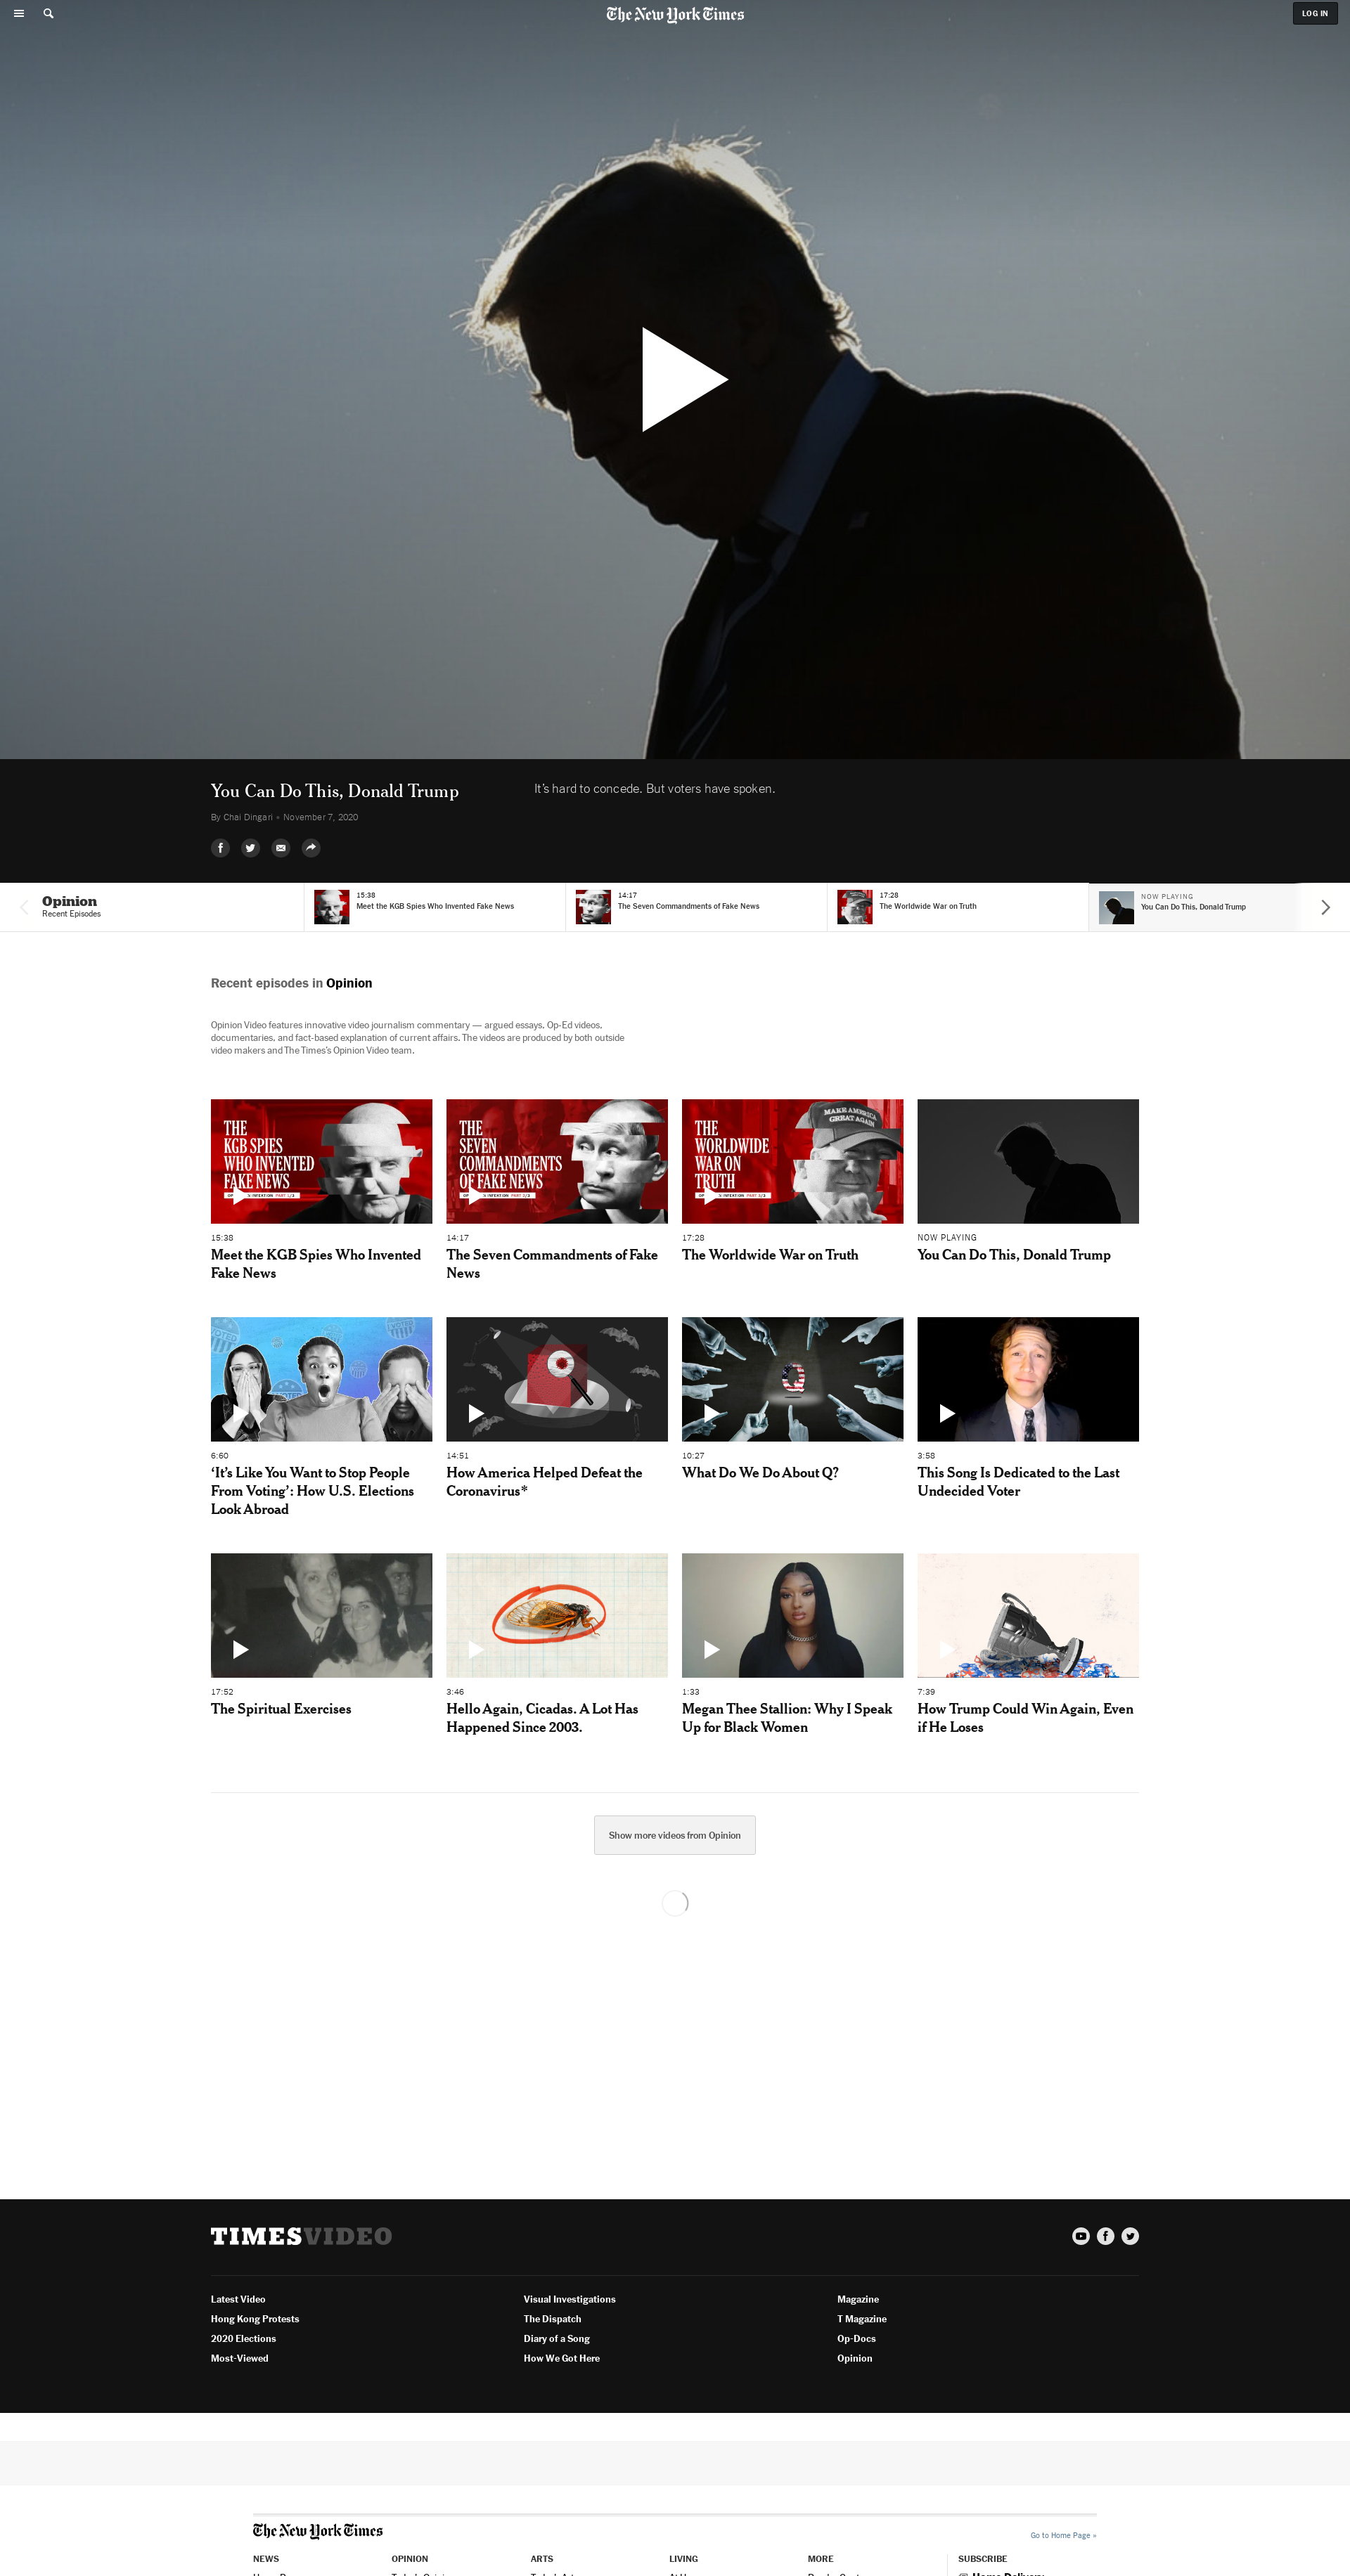 The New York Times
LOG IN
You Can Do This, Donald Trump
It's hard to concede. But voters have spoken.
By Chai Dingari • November 7, 2020
Opinion
Recent Episodes
15:38
Meet the KGB Spies Who Invented Fake News
14:17
The Seven Commandments of Fake News
17:28
The Worldwide War on Truth
NOW PLAYING
You Can Do This, Donald Trump
Recent episodes in Opinion
Opinion Video features innovative video journalism commentary — argued essays, Op-Ed videos,
documentaries, and fact-based explanation of current affairs. The videos are produced by both outside
video makers and The Times's Opinion Video team.
THE
KGB SPIES
WHO INVENTED
FAKE NEWS
PART 1/3
THE
SEVEN
COMMANDMENTS
OF FAKE NEWS
PART 2/3
THE
WORLDWIDE
WAR ON
TRUTH
PART 3/3
MAKE AMERICA
GREAT AGAIN
15:38
Meet the KGB Spies Who Invented
Fake News
14:17
The Seven Commandments of Fake
News
17:28
The Worldwide War on Truth
NOW PLAYING
You Can Do This, Donald Trump
VOTED
6:60
‘It’s Like You Want to Stop People
From Voting’: How U.S. Elections
Look Abroad
14:51
How America Helped Defeat the
Coronavirus*
Q
10:27
What Do We Do About Q?
3:58
This Song Is Dedicated to the Last
Undecided Voter
17:52
The Spiritual Exercises
3:46
Hello Again, Cicadas. A Lot Has
Happened Since 2003.
1:33
Megan Thee Stallion: Why I Speak
Up for Black Women
7:39
How Trump Could Win Again, Even
if He Loses
Show more videos from Opinion
TIMESVIDEO
Latest Video
Hong Kong Protests
2020 Elections
Most-Viewed
Visual Investigations
The Dispatch
Diary of a Song
How We Got Here
Magazine
T Magazine
Op-Docs
Opinion
The New York Times
Go to Home Page »
NEWS
OPINION
ARTS
LIVING
MORE
SUBSCRIBE